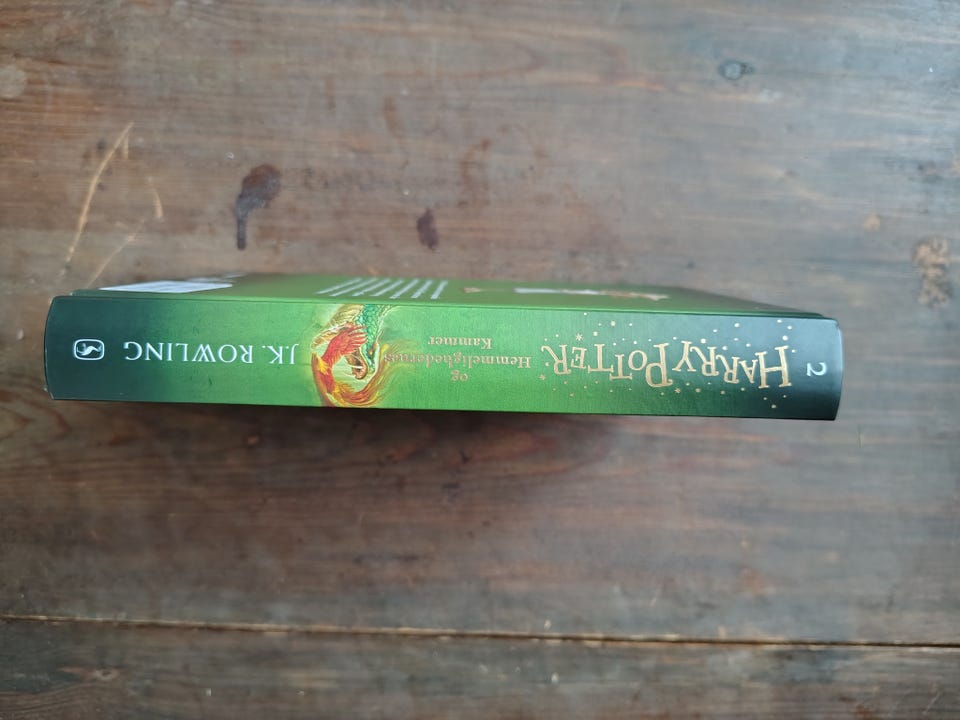 2
HARRY POTTER
og
Hemmelighedernes
Kammer
J.K. ROWLING